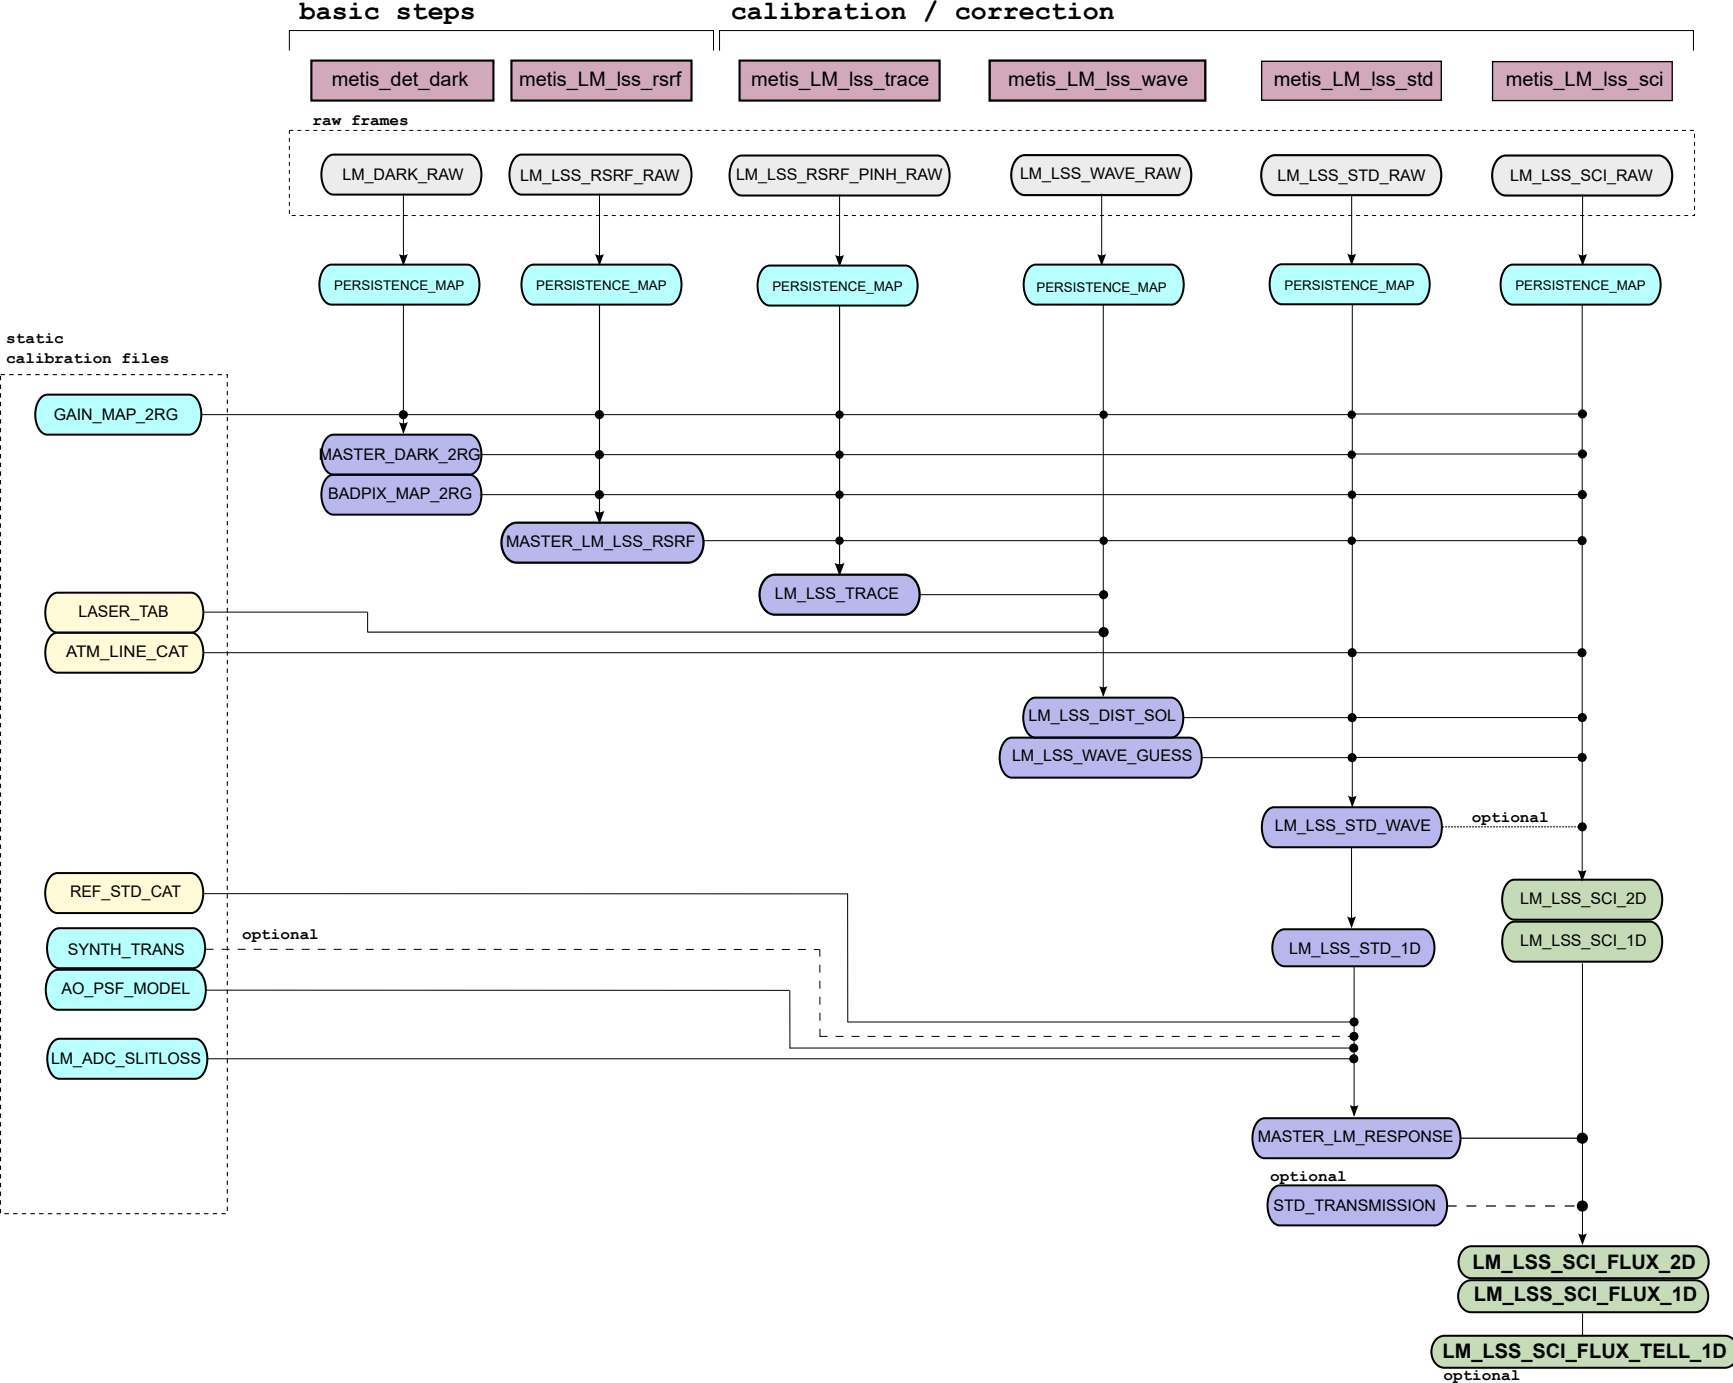 basic steps
calibration / correction
metis_det_dark
metis_LM_lss_rsrf
metis_LM_lss_trace
metis_LM_lss_wave
metis_LM_lss_std
metis_LM_lss_sci
raw frames
LM_DARK_RAW
LM_LSS_RSRF_RAW
LM_LSS_RSRF_PINH_RAW
LM_LSS_WAVE_RAW
LM_LSS_STD_RAW
LM_LSS_SCI_RAW
PERSISTENCE_MAP
PERSISTENCE_MAP
PERSISTENCE_MAP
PERSISTENCE_MAP
PERSISTENCE_MAP
PERSISTENCE_MAP
static
calibration files
GAIN_MAP_2RG
MASTER_DARK_2RG
BADPIX_MAP_2RG
MASTER_LM_LSS_RSRF
LM_LSS_TRACE
LASER_TAB
ATM_LINE_CAT
LM_LSS_DIST_SOL
LM_LSS_WAVE_GUESS
LM_LSS_STD_WAVE
optional
REF_STD_CAT
LM_LSS_SCI_2D
SYNTH_TRANS
optional
LM_LSS_STD_1D
LM_LSS_SCI_1D
AO_PSF_MODEL
LM_ADC_SLITLOSS
MASTER_LM_RESPONSE
optional
STD_TRANSMISSION
LM_LSS_SCI_FLUX_2D
LM_LSS_SCI_FLUX_1D
LM_LSS_SCI_FLUX_TELL_1D
optional